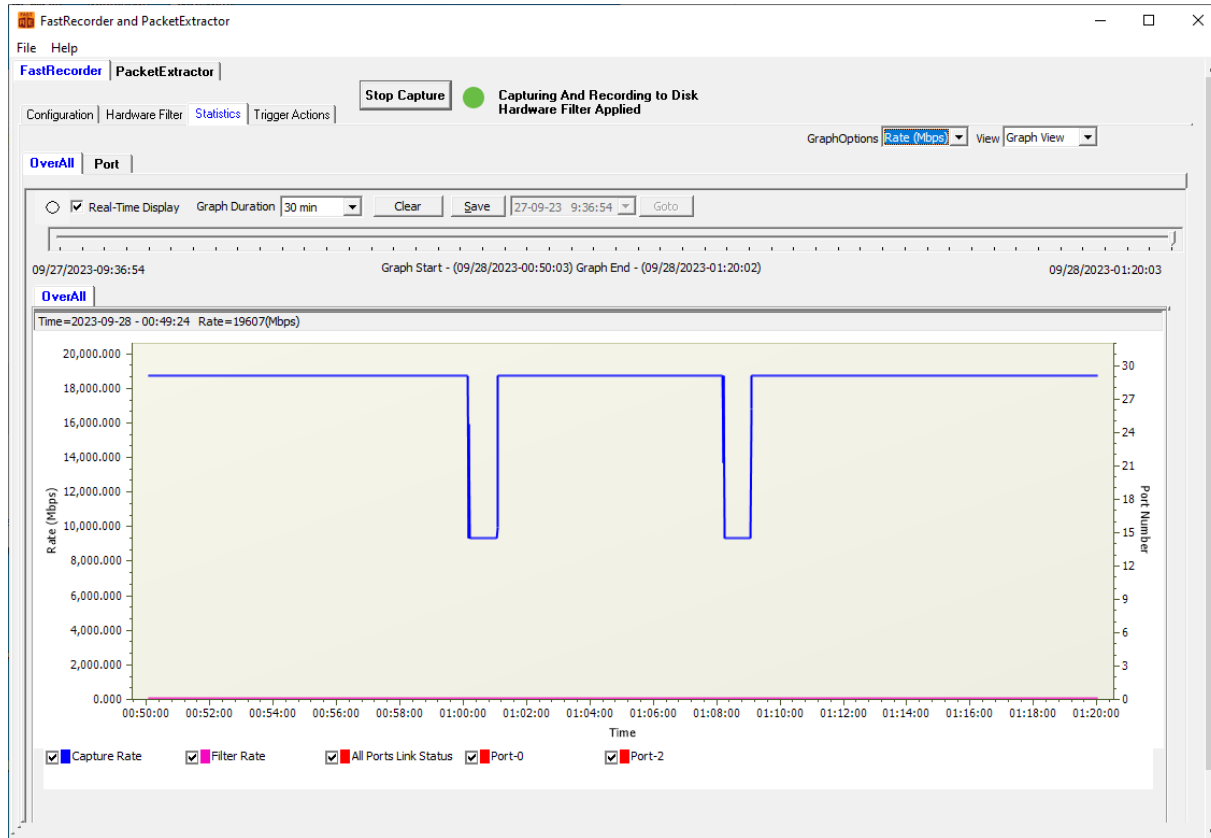 FastRecorder and PacketExtractor
File Help
FastRecorder PacketExtractor
Stop Capture Capturing And Recording to Disk
Hardware Filter Applied
Configuration Hardware Filter Statistics Trigger Actions
GraphOptions Rate (Mbps) View Graph View
OverAll Port
Real-Time Display Graph Duration 30 min Clear Save 27-09-23 9:36:54 Goto
09/27/2023-09:36:54 Graph Start - (09/28/2023-00:50:03) Graph End - (09/28/2023-01:20:02) 09/28/2023-01:20:03
OverAll
Time=2023-09-28 - 00:49:24 Rate=19607(Mbps)
20,000.000
18,000.000
16,000.000
14,000.000
12,000.000
10,000.000
8,000.000
6,000.000
4,000.000
2,000.000
0.000
Rate (Mbps)
30
27
24
21
18
15
12
9
6
3
0
Port Number
00:50:00 00:52:00 00:54:00 00:56:00 00:58:00 01:00:00 01:02:00 01:04:00 01:06:00 01:08:00 01:10:00 01:12:00 01:14:00 01:16:00 01:18:00 01:20:00
Time
Capture Rate Filter Rate All Ports Link Status Port-0 Port-2